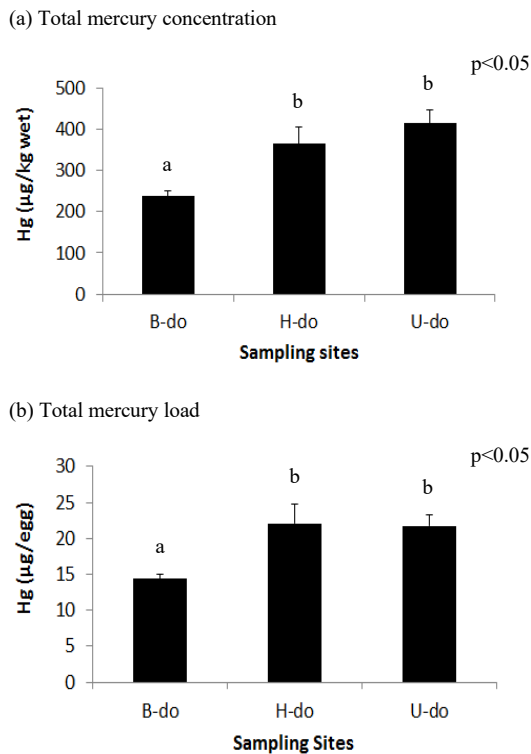 (a) Total mercury concentration
p<0.05
500
400
300
200
100
0
Hg (µg/kg wet)
a
b
b
B-do H-do U-do
Sampling sites
(b) Total mercury load
p<0.05
30
25
20
15
10
5
0
Hg (µg/egg)
a
b
b
B-do H-do U-do
Sampling Sites